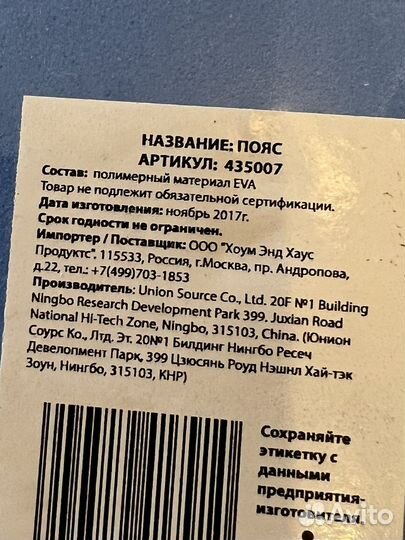 НАЗВАНИЕ: ПОЯС
АРТИКУЛ: 435007
Состав: полимерный материал EVA
Товар не подлежит обязательной сертификации.
Дата изготовления: ноябрь 2017г.
Срок годности не ограничен.
Импортер / Поставщик: ООО "Хоум Энд Хаус
Продуктс". 115533, Россия, г.Москва, пр. Андропова,
д.22, тел.: +7(499)703-1853
Производитель: Union Source Co., Ltd. 20F №1 Building
Ningbo Research Development Park 399. Juxian Road
National Hi-Tech Zone, Ningbo, 315103, China. (Юнион
Соурс Ко., Лтд. Эт. 20№1 Билдинг Нингбо Ресеч
Девелопмент Парк, 399 Цзюсянь Роуд Нэшнл Хай-тэк
Зоун, Нингбо, 315103, КНР)
Сохраняйте
этикетку с
данными
предприятия-
изготовителя.
Avito